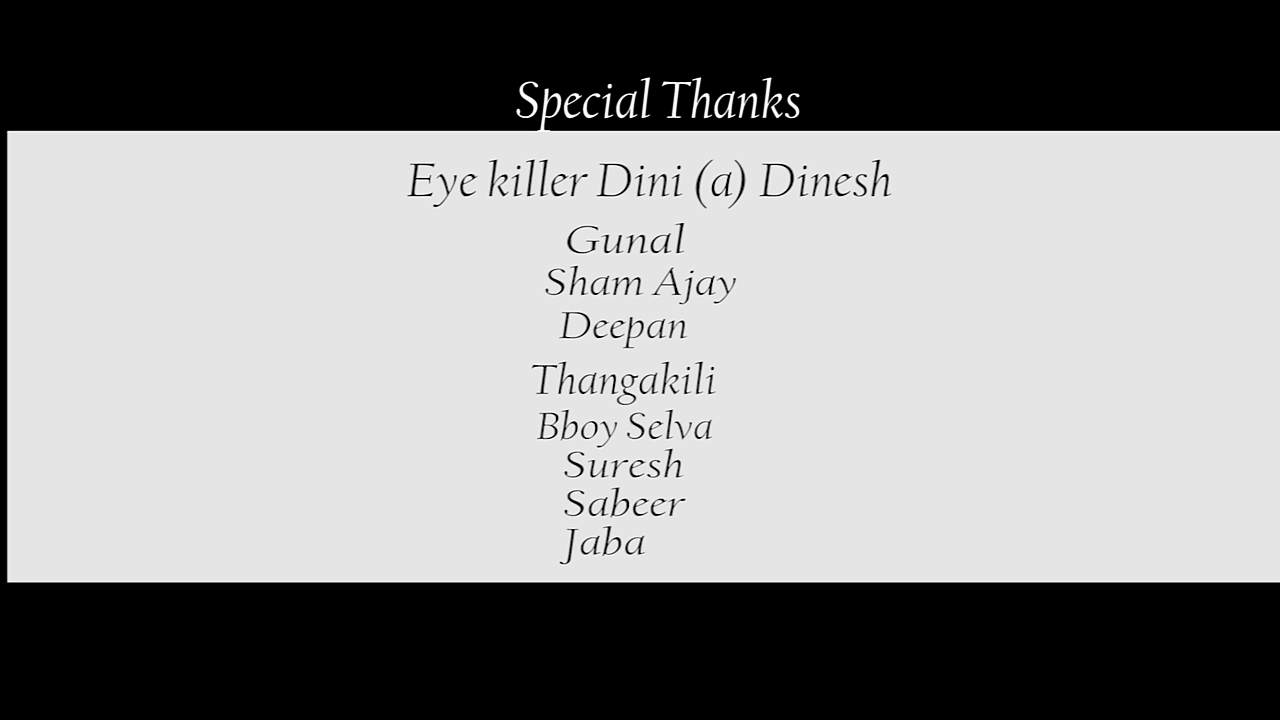 Special Thanks
Eye killer Dini (a) Dinesh
Gunal
Sham Ajay
Deepan
Thangakili
Bboy Selva
Suresh
Sabeer
Jaba